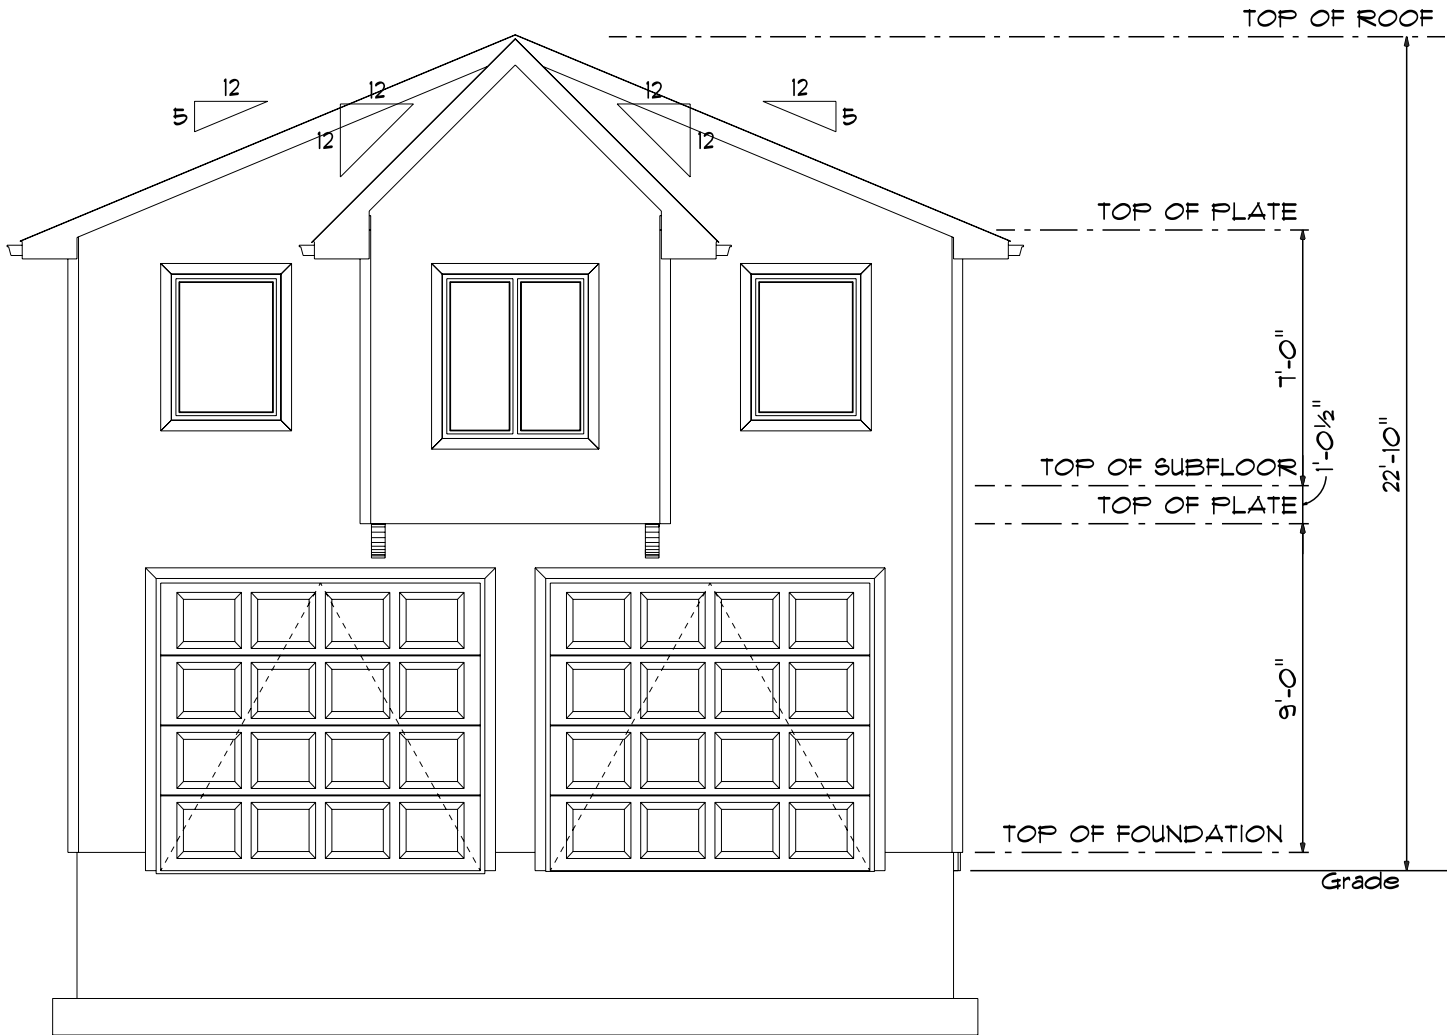 TOP OF ROOF
12
12
12
12
5
5
12
12
TOP OF PLATE
7'-0"
1'-0½"
22'-10"
TOP OF SUBFLOOR
TOP OF PLATE
9'-0"
TOP OF FOUNDATION
Grade